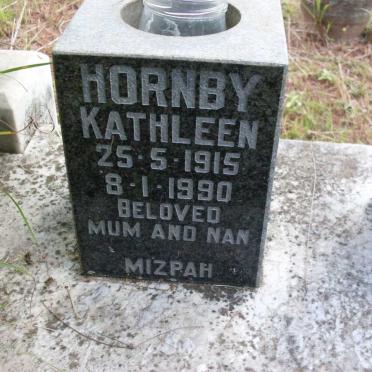 HORNBY
KATHLEEN
25·5·1915
8·1·1990
BELOVED
MUM AND NAN
MIZPAH